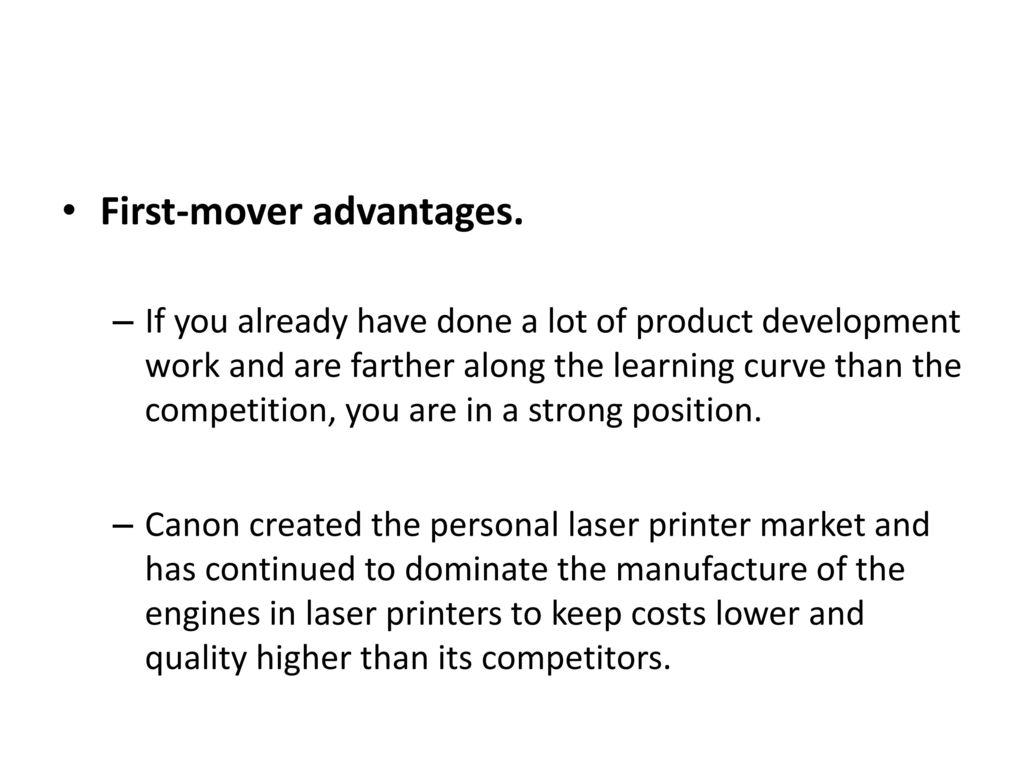 • First-mover advantages.
– If you already have done a lot of product development
work and are farther along the learning curve than the
competition, you are in a strong position.
– Canon created the personal laser printer market and
has continued to dominate the manufacture of the
engines in laser printers to keep costs lower and
quality higher than its competitors.